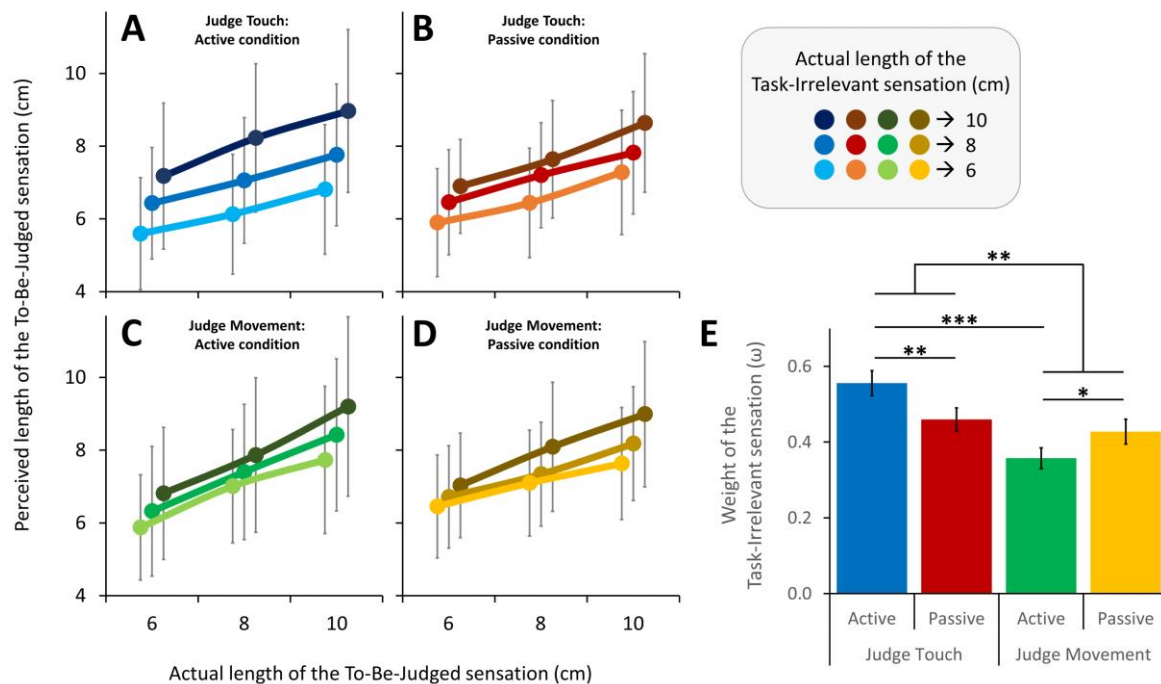 A
Judge Touch:
Active condition
B
Judge Touch:
Passive condition
Actual length of the
Task-Irrelevant sensation (cm)
→ 10
→ 8
→ 6
10
8
6
4
C
Judge Movement:
Active condition
D
Judge Movement:
Passive condition
10
8
6
4
6 8 10 6 8 10
Perceived length of the To-Be-Judged sensation (cm)
Actual length of the To-Be-Judged sensation (cm)
E
**
***
**
*
0.6
0.4
0.2
0.0
Weight of the
Task-Irrelevant sensation (ω)
Active Passive Active Passive
Judge Touch Judge Movement